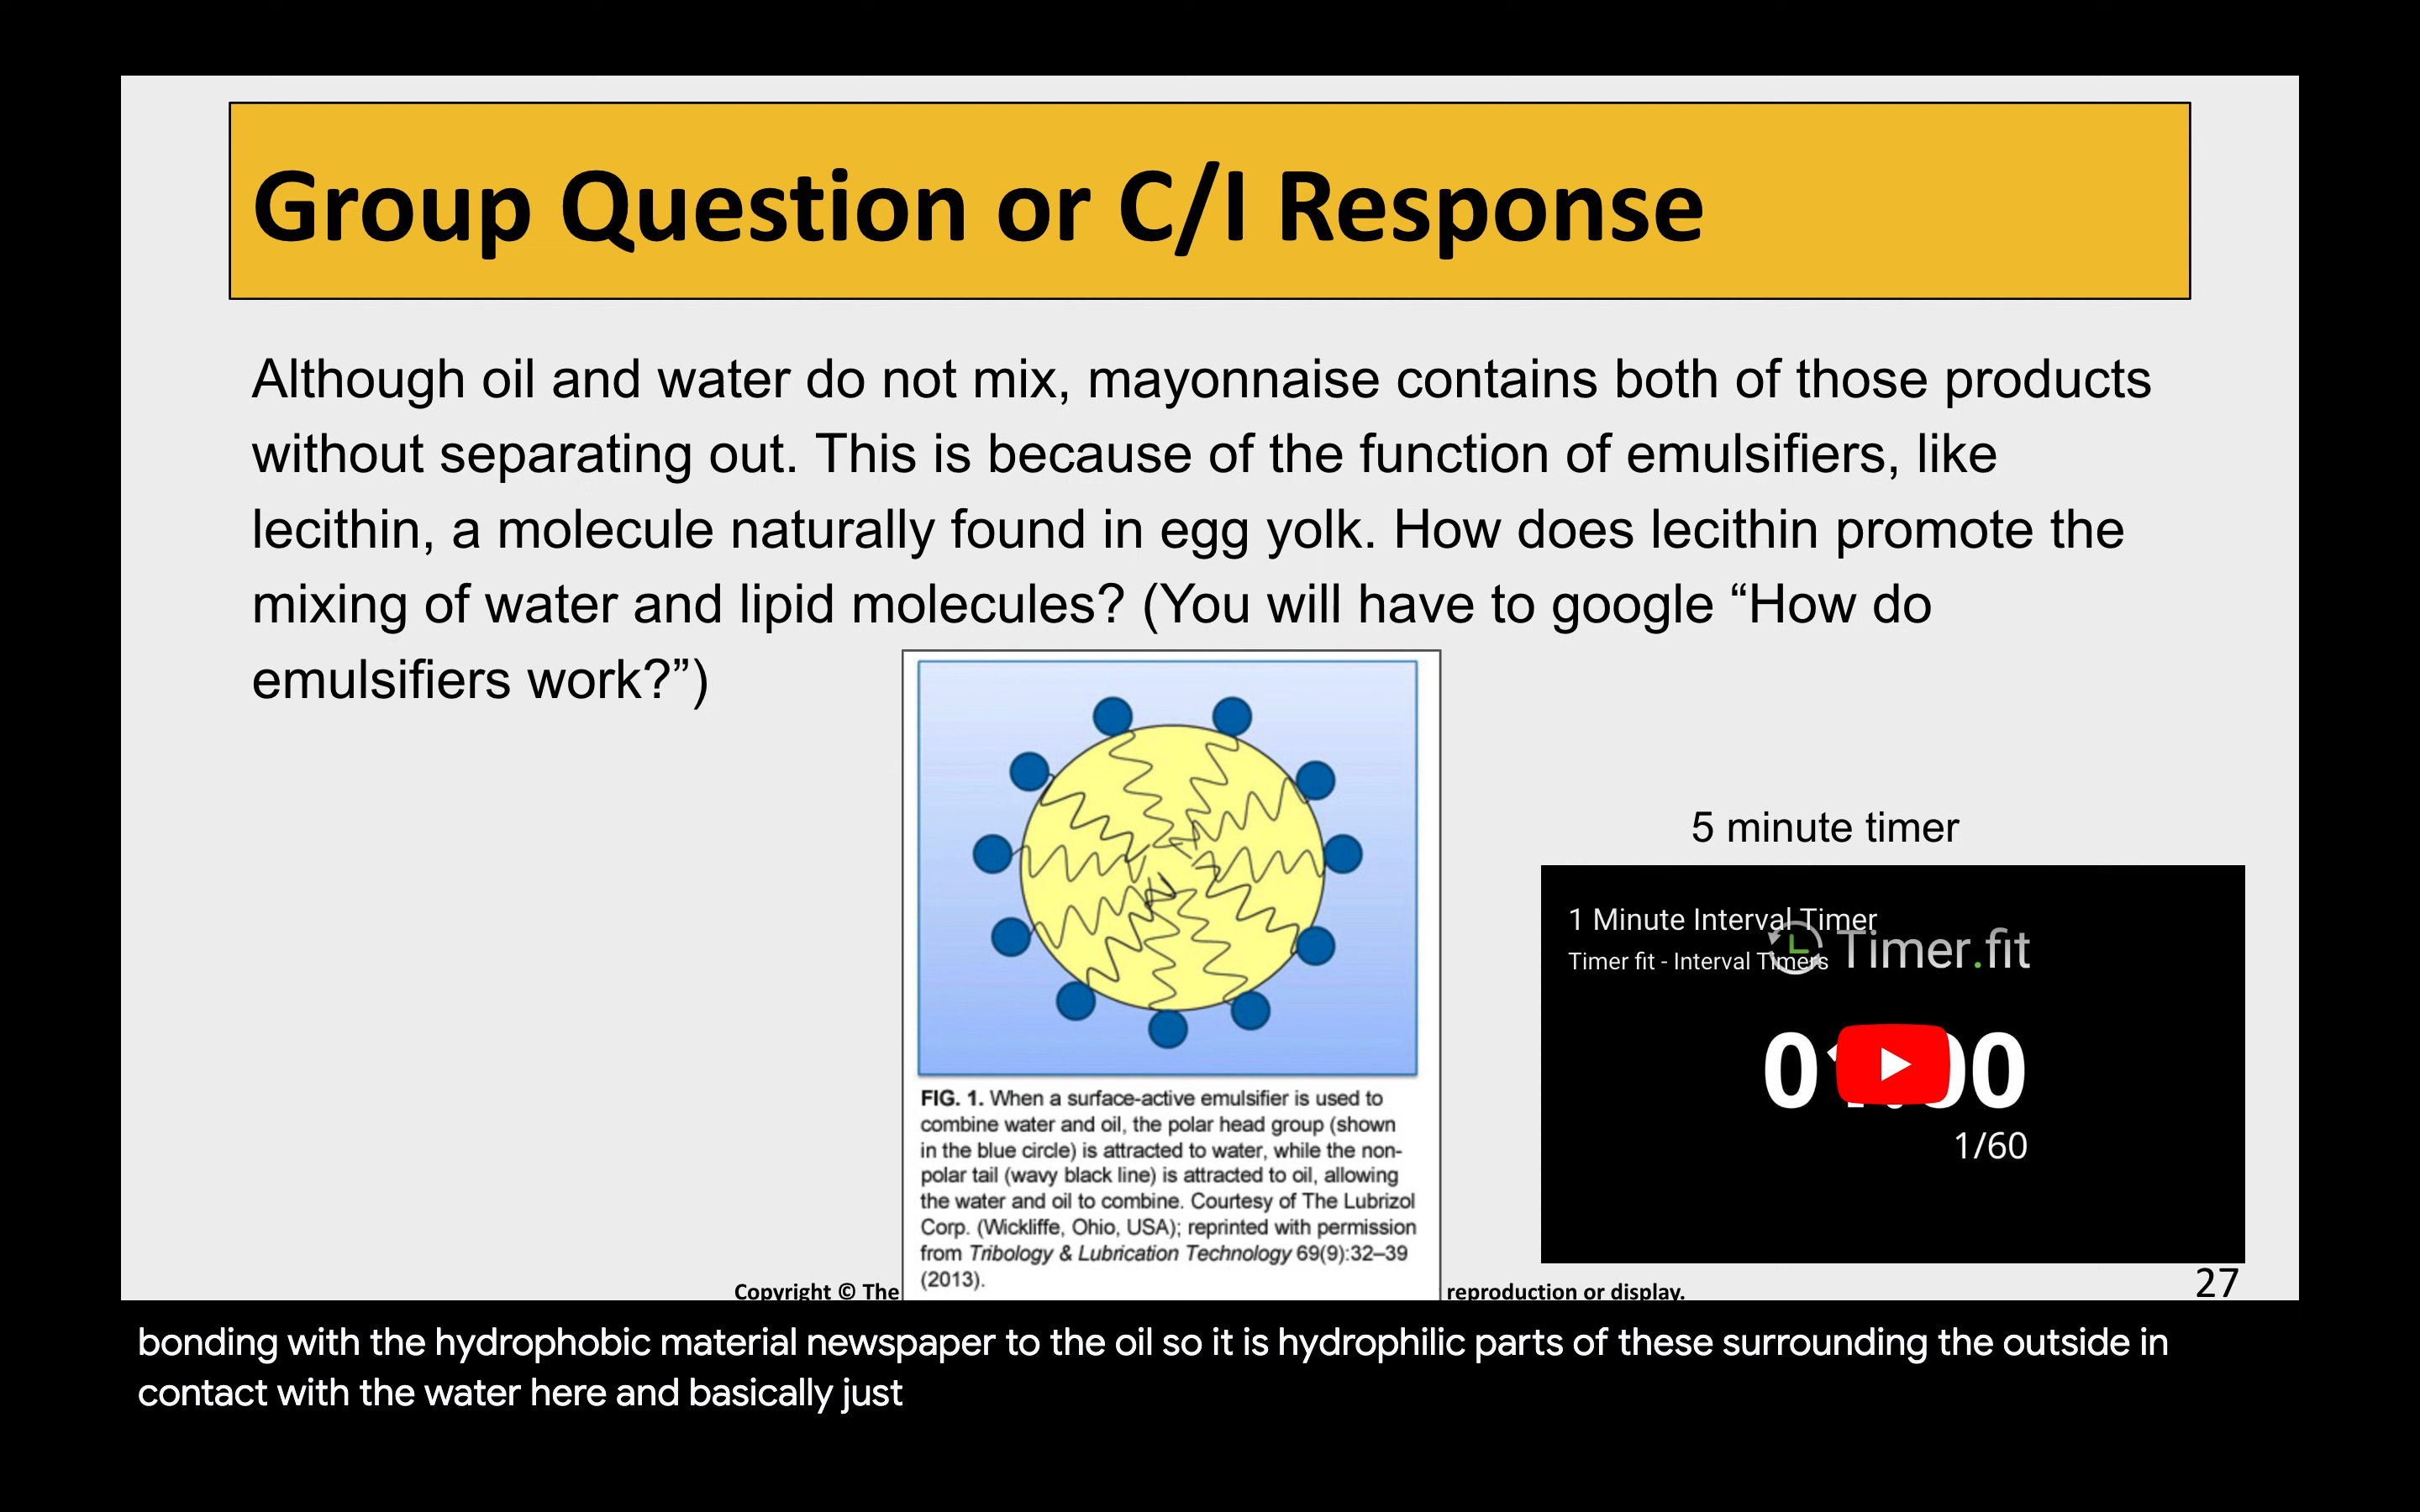 Group Question or C/I Response
Although oil and water do not mix, mayonnaise contains both of those products
without separating out. This is because of the function of emulsifiers, like
lecithin, a molecule naturally found in egg yolk. How does lecithin promote the
mixing of water and lipid molecules? (You will have to google “How do
emulsifiers work?”)
FIG. 1. When a surface-active emulsifier is used to
combine water and oil, the polar head group (shown
in the blue circle) is attracted to water, while the non-
polar tail (wavy black line) is attracted to oil, allowing
the water and oil to combine. Courtesy of The Lubrizol
Corp. (Wickliffe, Ohio, USA); reprinted with permission
from Tribology & Lubrication Technology 69(9):32–39
(2013).
5 minute timer
1 Minute Interval Timer
Timer fit - Interval Timers
Timer.fit
1/60
Copyright © The
reproduction or display.
27
bonding with the hydrophobic material newspaper to the oil so it is hydrophilic parts of these surrounding the outside in
contact with the water here and basically just